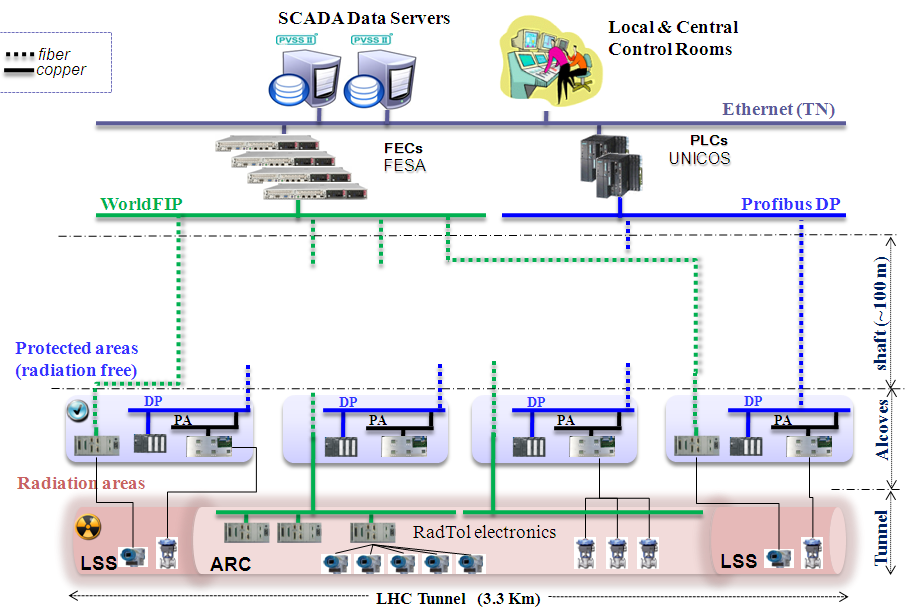 SCADA Data Servers
PVSS II
PVSS II
Local & Central
Control Rooms
fiber
copper
Ethernet (TN)
FECs
FESA
PLCs
UNICOS
WorldFIP
Profibus DP
shaft (~100 m)
Protected areas
(radiation free)
DP
PA
DP
PA
DP
PA
DP
PA
Alcoves
Radiation areas
RadTol electronics
LSS
ARC
LSS
Tunnel
LHC Tunnel (3.3 Km)